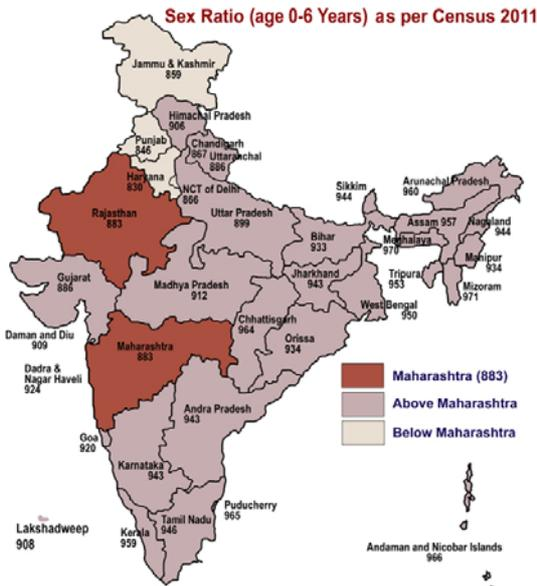 Sex Ratio (age 0-6 Years) as per Census 2011
Jammu & Kashmir
859
Himachal Pradesh
906
Punjab
846
Chandigarh
867
Uttaranchal
886
Haryana
830
NCT of Delhi
866
Rajasthan
883
Uttar Pradesh
899
Sikkim
944
Arunachal Pradesh
960
Assam 957
Nagaland
944
Bihar
933
Meghalaya
970
Manipur
934
Gujarat
886
Madhya Pradesh
912
Jharkhand
943
Tripura
953
Mizoram
971
West Bengal
950
Chhattisgarh
964
Orissa
934
Daman and Diu
909
Maharashtra
883
Dadra &
Nagar Haveli
924
Maharashtra (883)
Above Maharashtra
Below Maharashtra
Andra Pradesh
943
Goa
920
Karnataka
943
Puducherry
965
Lakshadweep
908
Kerala
959
Tamil Nadu
946
Andaman and Nicobar Islands
966